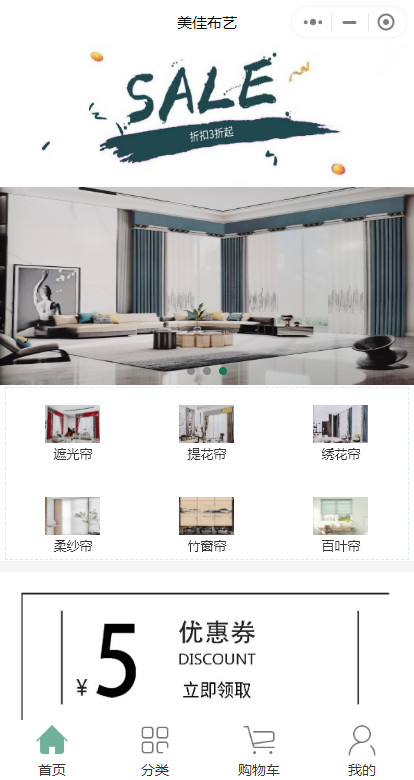 美佳布艺
SALE
折扣3折起
遮光帘
提花帘
绣花帘
柔纱帘
竹窗帘
百叶帘
¥5
优惠券
DISCOUNT
立即领取
首页
分类
购物车
我的